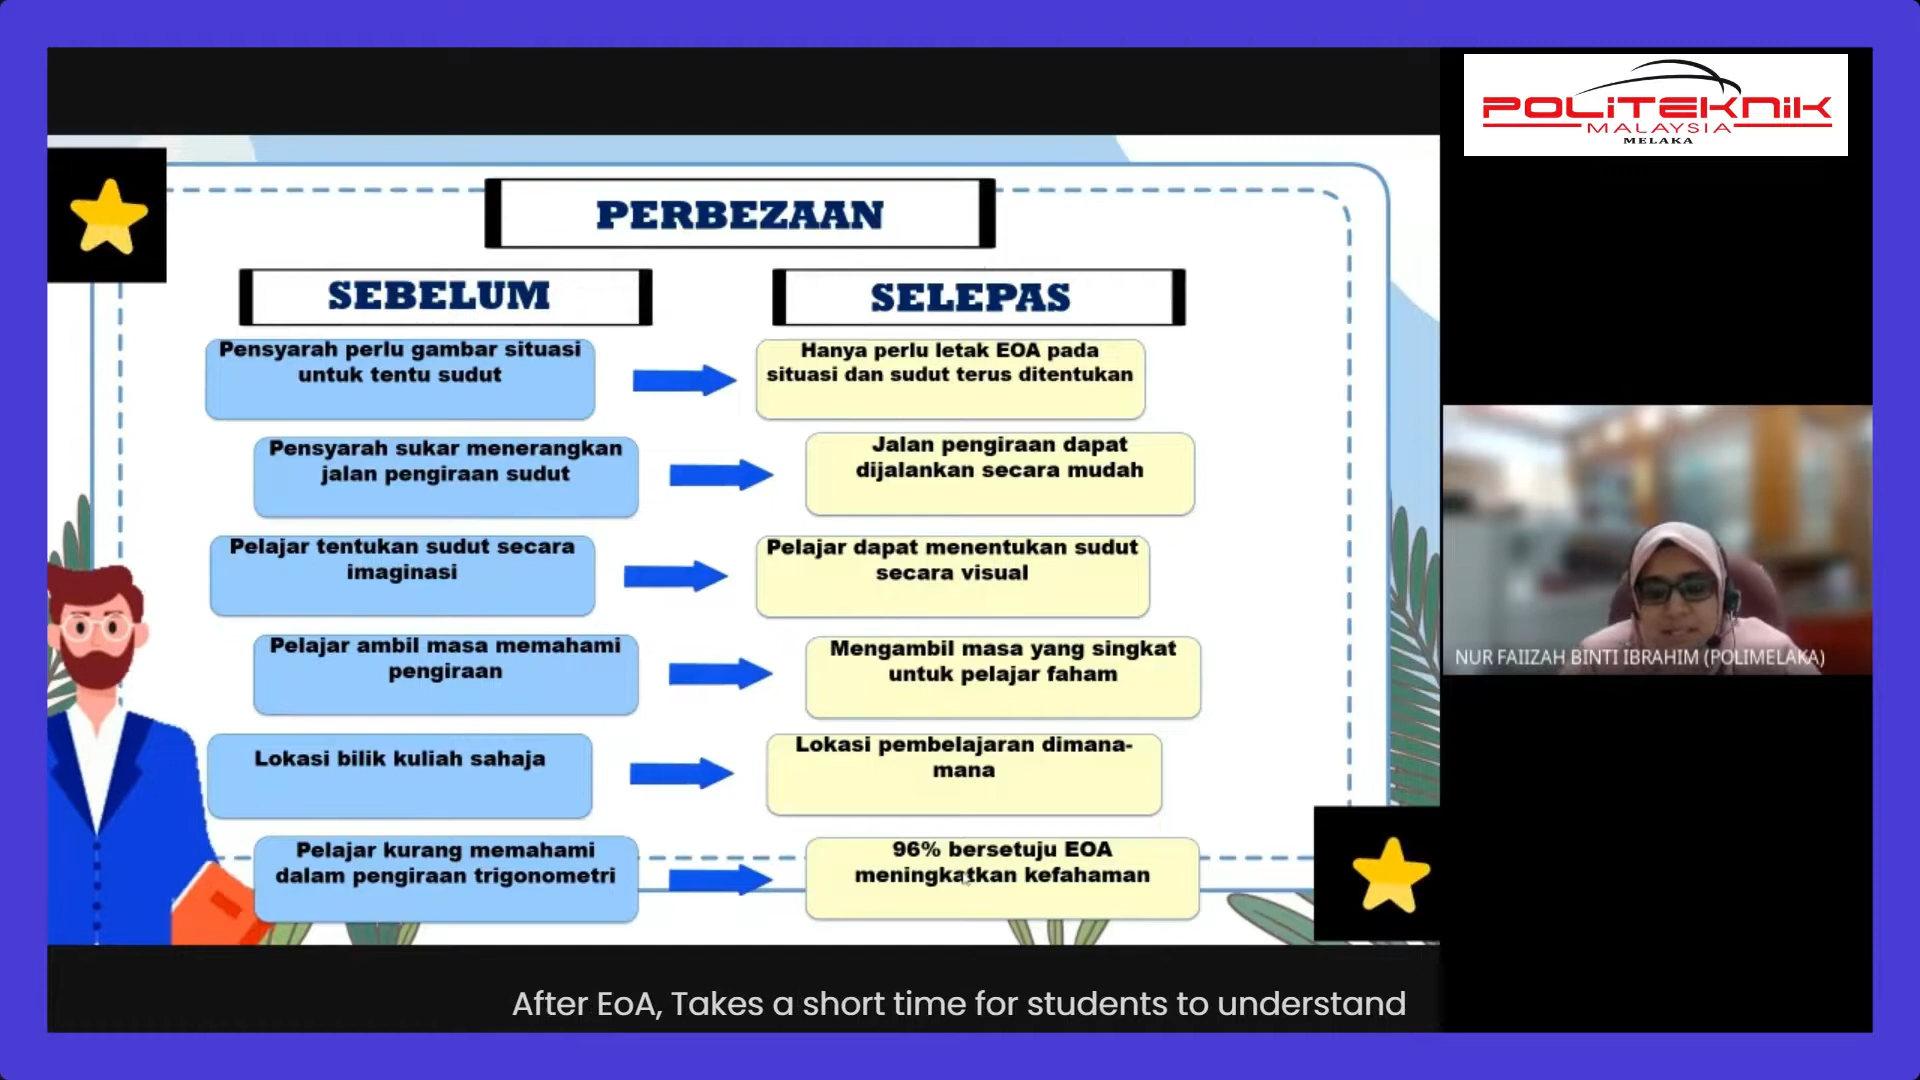 POLITEKNIK
MALAYSIA
MELAKA
PERBEZAAN
SEBELUM
SELEPAS
Pensyarah perlu gambar situasi
untuk tentu sudut
Hanya perlu letak EOA pada
situasi dan sudut terus ditentukan
Pensyarah sukar menerangkan
jalan pengiraan sudut
Jalan pengiraan dapat
dijalankan secara mudah
Pelajar tentukan sudut secara
imaginasi
Pelajar dapat menentukan sudut
secara visual
Pelajar ambil masa memahami
pengiraan
Mengambil masa yang singkat
untuk pelajar faham
Lokasi bilik kuliah sahaja
Lokasi pembelajaran dimana-
mana
Pelajar kurang memahami
dalam pengiraan trigonometri
96% bersetuju EOA
meningkatkan kefahaman
NUR FAIIZAH BINTI IBRAHIM (POLIMELAKA)
After EoA, Takes a short time for students to understand